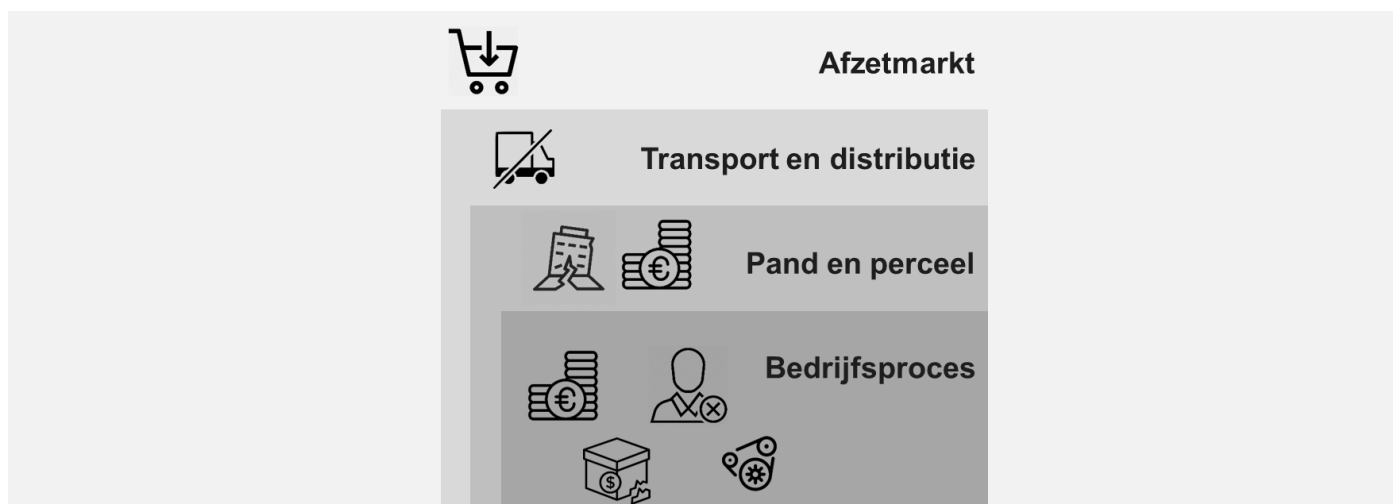 Afzetmarkt
Transport en distributie
Pand en perceel
€
Bedrijfsproces
€
$